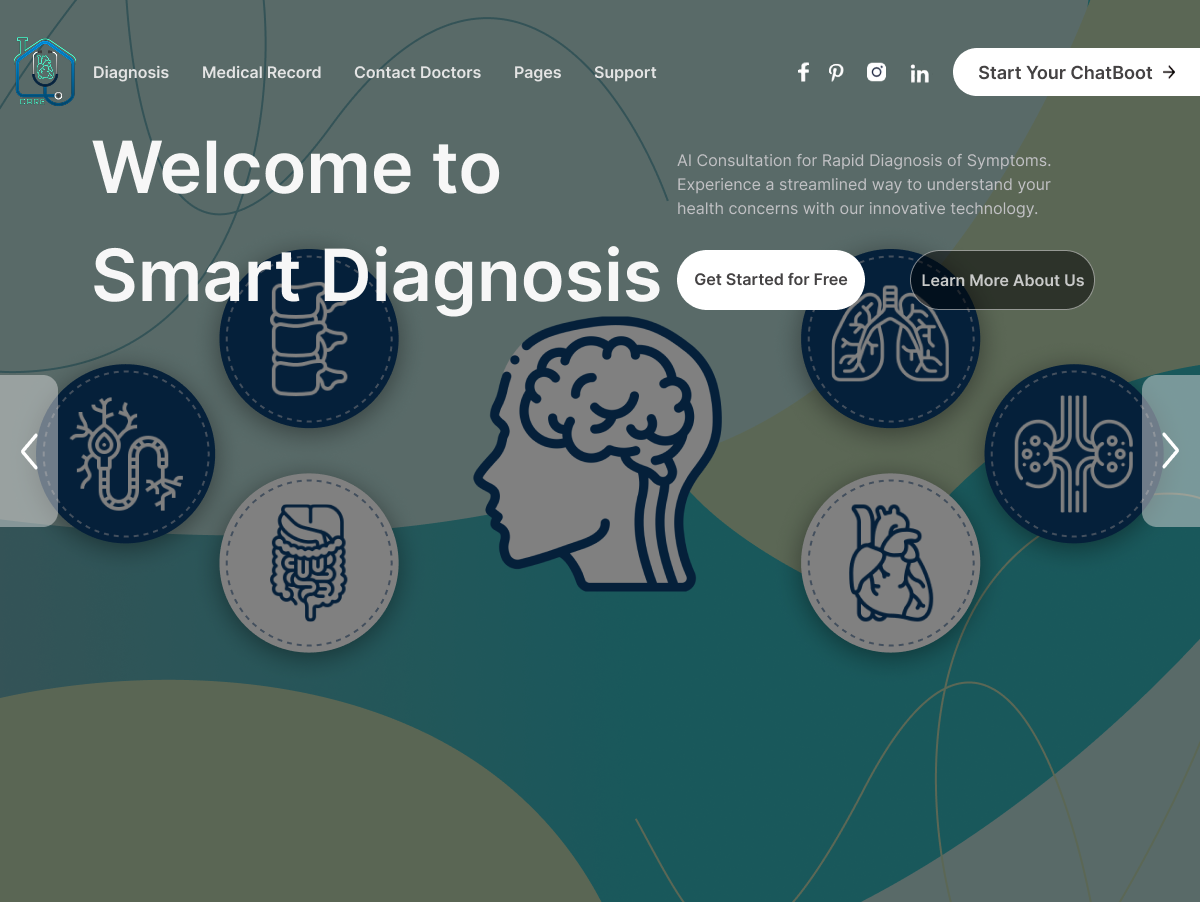 Diagnosis
Medical Record
Contact Doctors
Pages
Support
Start Your ChatBoot
Welcome to
Smart Diagnosis
AI Consultation for Rapid Diagnosis of Symptoms.
Experience a streamlined way to understand your
health concerns with our innovative technology.
Get Started for Free
Learn More About Us